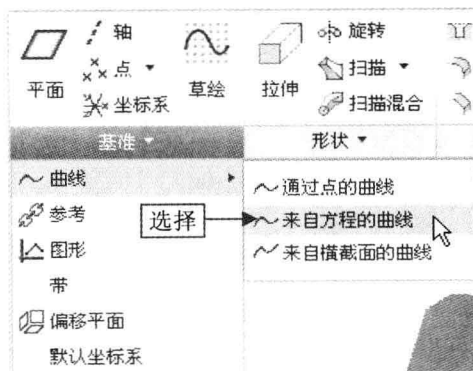 轴
点
坐标系
平面
草绘
拉伸
旋转
扫描
扫描混合
基准
形状
曲线
参考
图形
带
偏移平面
默认坐标系
选择
通过点的曲线
来自方程的曲线
来自横截面的曲线